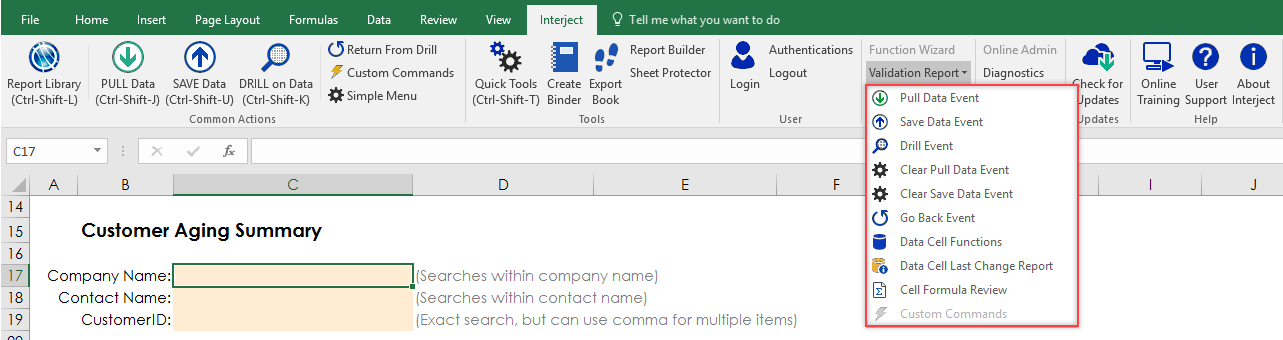 File Home Insert Page Layout Formulas Data Review View Interject Tell me what you want to do
Report Library (Ctrl-Shift-L)
PULL Data (Ctrl-Shift-J)
SAVE Data (Ctrl-Shift-U)
DRILL on Data (Ctrl-Shift-K)
Return From Drill
Custom Commands
Simple Menu
Common Actions
Quick Tools (Ctrl-Shift-T)
Create Binder
Export Book
Report Builder
Sheet Protector
Tools
Login
Authentications
Logout
User
Function Wizard
Validation Report
Online Admin
Diagnostics
Check for Updates
Updates
Online Training
User Support
About Interject
Help
Pull Data Event
Save Data Event
Drill Event
Clear Pull Data Event
Clear Save Data Event
Go Back Event
Data Cell Functions
Data Cell Last Change Report
Cell Formula Review
Custom Commands
C17 fx
A B C D E F I J
14
15 Customer Aging Summary
16
17 Company Name: (Searches within company name)
18 Contact Name: (Searches within contact name)
19 CustomerID: (Exact search, but can use comma for multiple items)